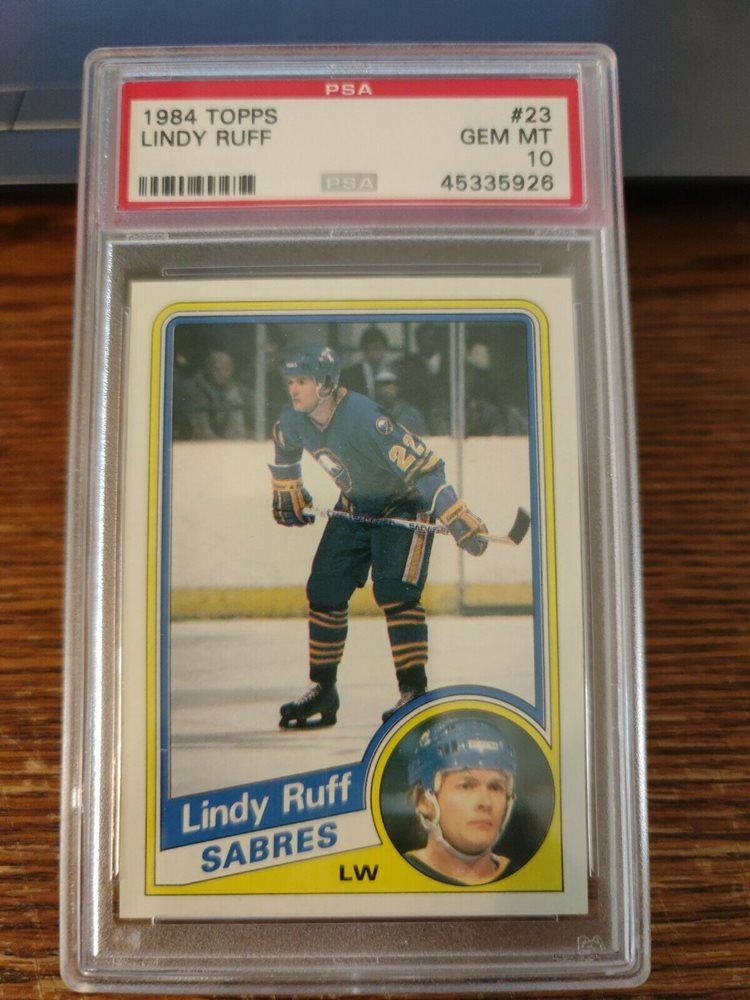 PSA
1984 TOPPS #23
LINDY RUFF GEM MT
10
PSA 45335926
22
Lindy Ruff
SABRES
LW